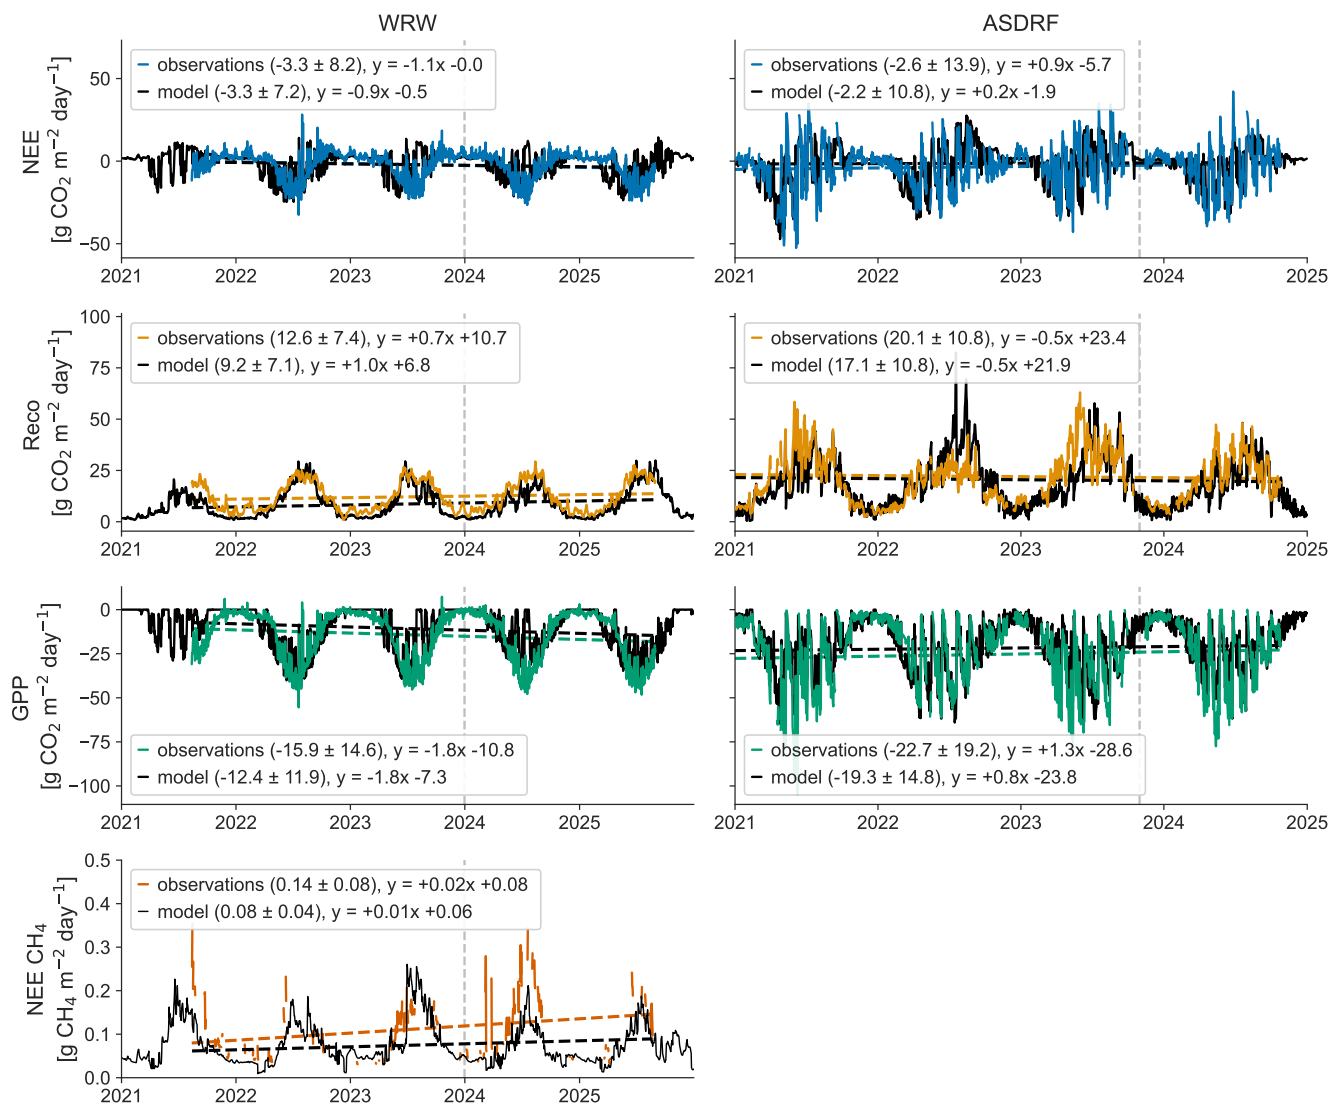 WRW
ASDRF
NEE
[g CO₂ m⁻² day⁻¹]
50
0
−50
observations (-3.3 ± 8.2), y = -1.1x -0.0
model (-3.3 ± 7.2), y = -0.9x -0.5
2021 2022 2023 2024 2025
observations (-2.6 ± 13.9), y = +0.9x -5.7
model (-2.2 ± 10.8), y = +0.2x -1.9
2021 2022 2023 2024 2025
Reco
[g CO₂ m⁻² day⁻¹]
100
75
50
25
0
observations (12.6 ± 7.4), y = +0.7x +10.7
model (9.2 ± 7.1), y = +1.0x +6.8
2021 2022 2023 2024 2025
observations (20.1 ± 10.8), y = -0.5x +23.4
model (17.1 ± 10.8), y = -0.5x +21.9
2021 2022 2023 2024 2025
GPP
[g CO₂ m⁻² day⁻¹]
0
−25
−50
−75
−100
observations (-15.9 ± 14.6), y = -1.8x -10.8
model (-12.4 ± 11.9), y = -1.8x -7.3
2021 2022 2023 2024 2025
observations (-22.7 ± 19.2), y = +1.3x -28.6
model (-19.3 ± 14.8), y = +0.8x -23.8
2021 2022 2023 2024 2025
NEE CH₄
[g CH₄ m⁻² day⁻¹]
0.5
0.4
0.3
0.2
0.1
0.0
observations (0.14 ± 0.08), y = +0.02x +0.08
model (0.08 ± 0.04), y = +0.01x +0.06
2021 2022 2023 2024 2025